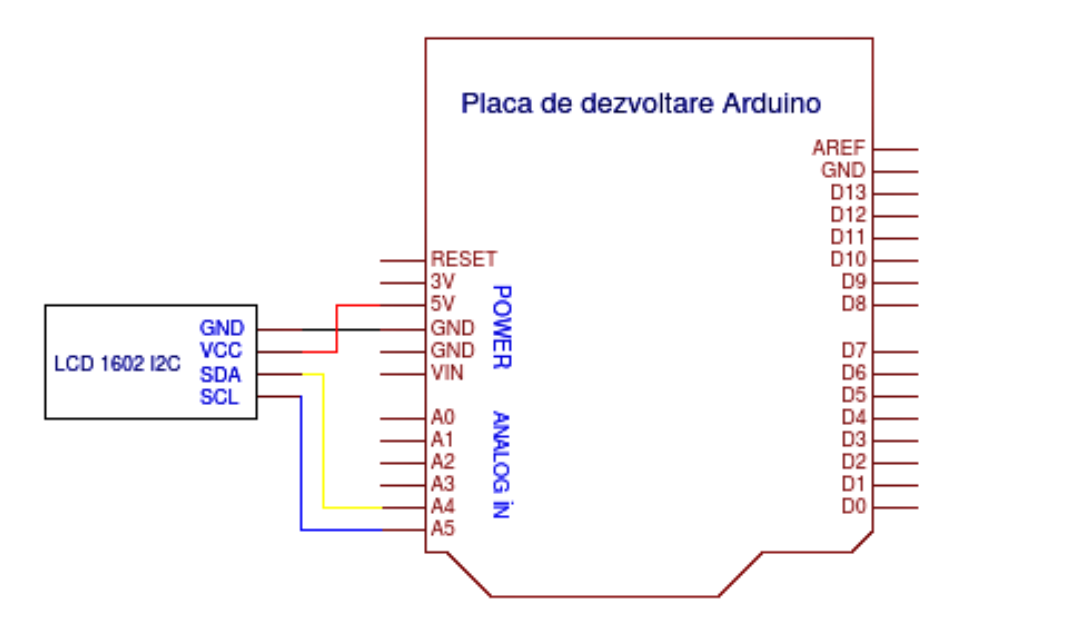 Placa de dezvoltare Arduino
AREF
GND
D13
D12
D11
D10
D9
D8
D7
D6
D5
D4
D3
D2
D1
D0
RESET
3V
5V
GND
GND
VIN
POWER
A0
A1
A2
A3
A4
A5
ANALOG iN
LCD 1602 I2C
GND
VCC
SDA
SCL